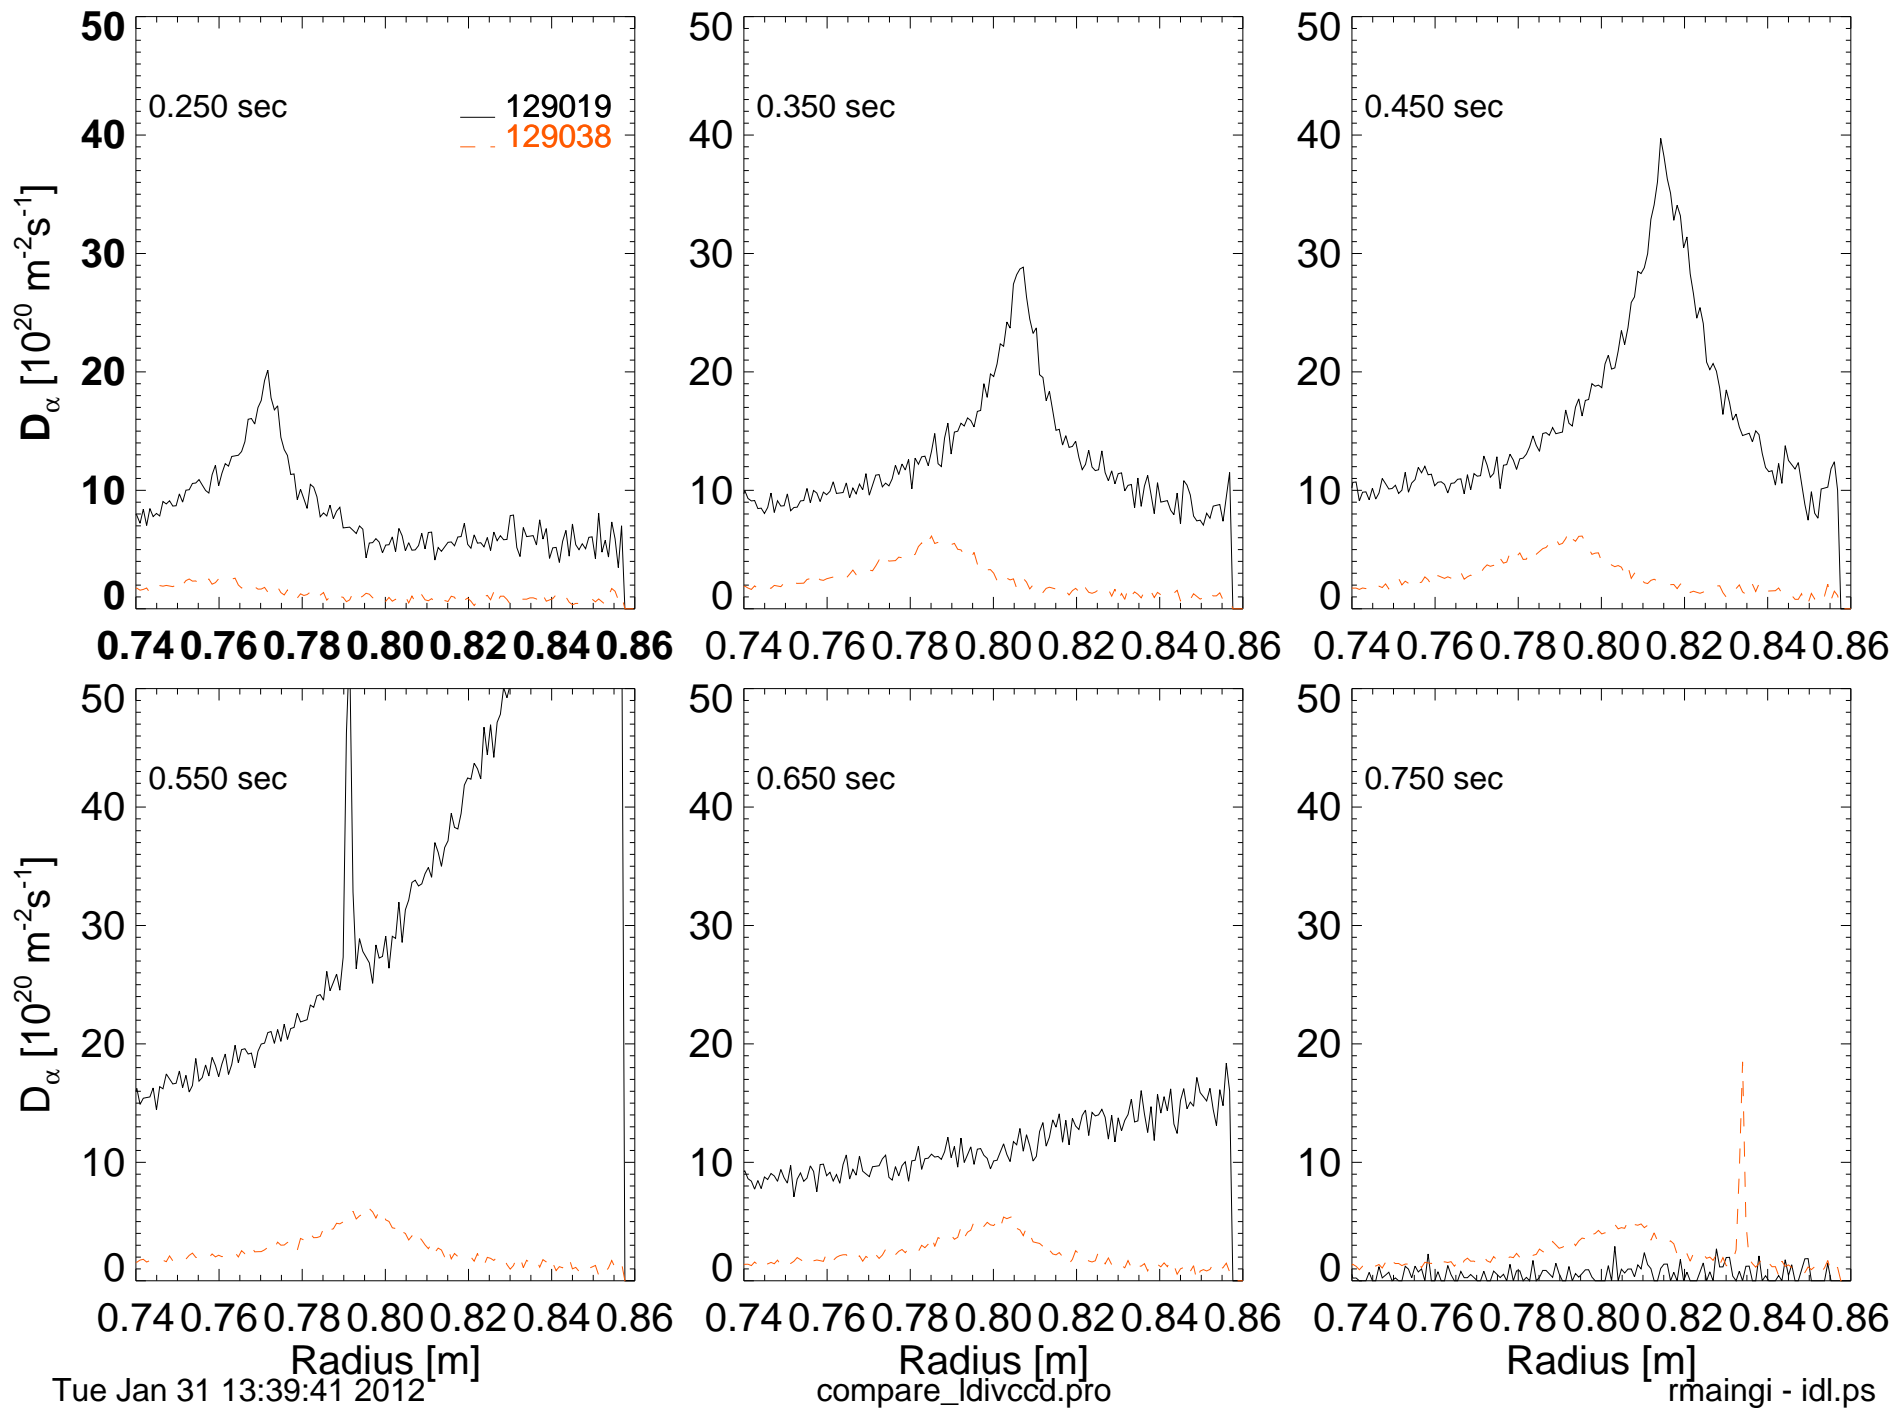 50 50 50
0.250 sec 129019 0.350 sec 0.450 sec
129038
40 40 40
30 30 30
Dα [10^20 m^-2 s^-1]
20 20 20
10 10 10
0 0 0
0.74 0.76 0.78 0.80 0.82 0.84 0.86 0.74 0.76 0.78 0.80 0.82 0.84 0.86 0.74 0.76 0.78 0.80 0.82 0.84 0.86
50 50 50
0.550 sec 0.650 sec 0.750 sec
40 40 40
30 30 30
Dα [10^20 m^-2 s^-1]
20 20 20
10 10 10
0 0 0
0.74 0.76 0.78 0.80 0.82 0.84 0.86 0.74 0.76 0.78 0.80 0.82 0.84 0.86 0.74 0.76 0.78 0.80 0.82 0.84 0.86
Radius [m] Radius [m] Radius [m]
Tue Jan 31 13:39:41 2012 compare_ldivccd.pro rmaingi - idl.ps